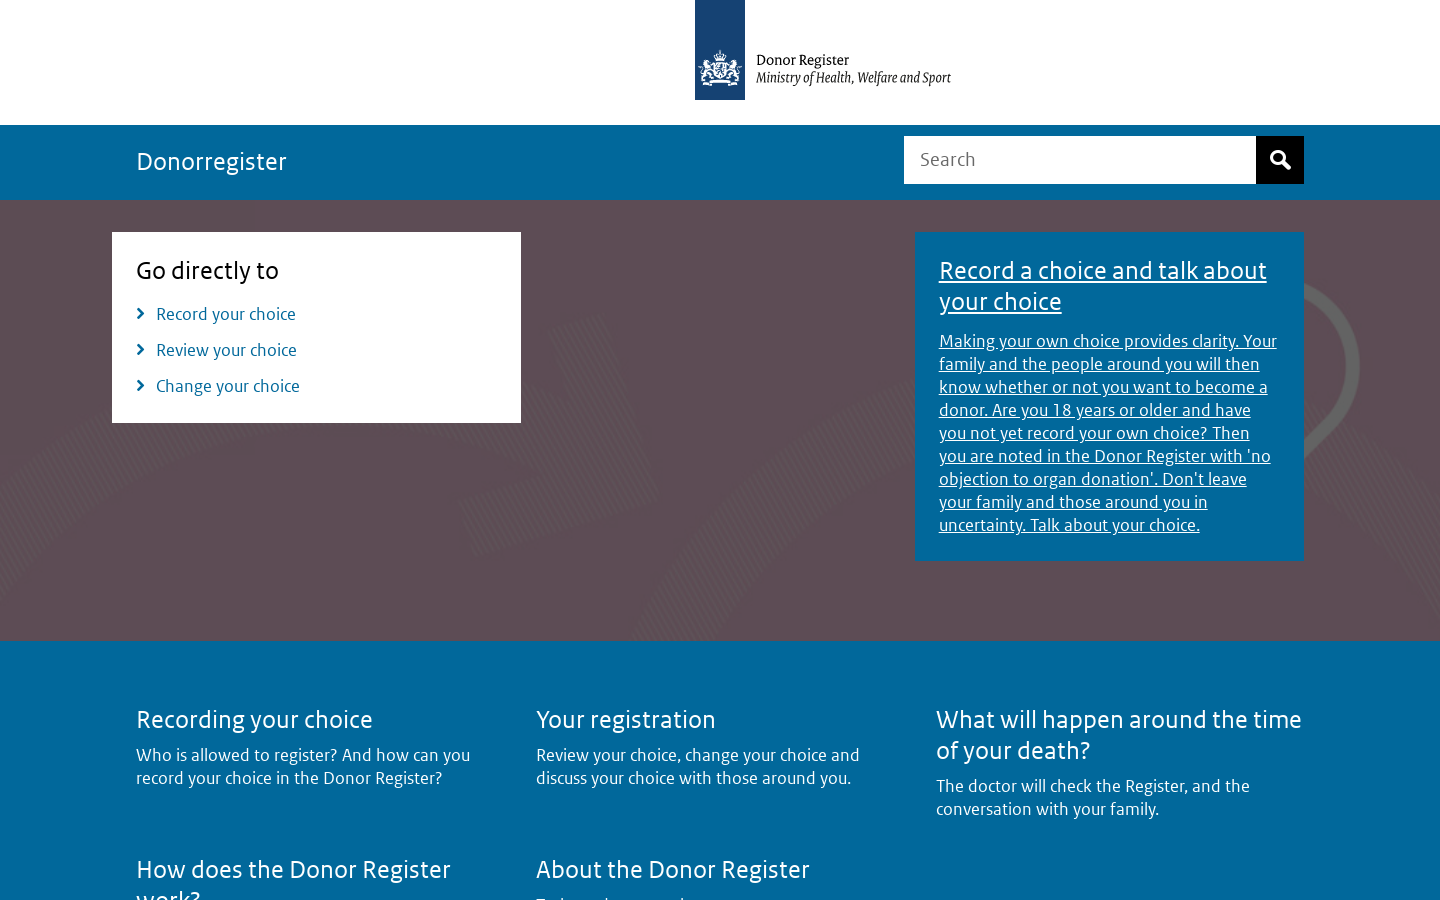 Donor Register
Ministry of Health, Welfare and Sport
Donorregister
Search
Go directly to
Record your choice
Review your choice
Change your choice
Record a choice and talk about
your choice
Making your own choice provides clarity. Your
family and the people around you will then
know whether or not you want to become a
donor. Are you 18 years or older and have
you not yet record your own choice? Then
you are noted in the Donor Register with 'no
objection to organ donation'. Don't leave
your family and those around you in
uncertainty. Talk about your choice.
Recording your choice
Who is allowed to register? And how can you
record your choice in the Donor Register?
Your registration
Review your choice, change your choice and
discuss your choice with those around you.
What will happen around the time
of your death?
The doctor will check the Register, and the
conversation with your family.
How does the Donor Register
work?
About the Donor Register